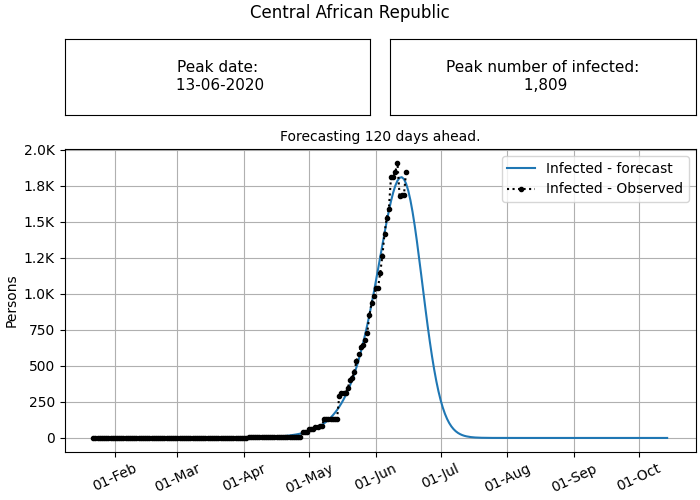 Central African Republic
Peak date:
13-06-2020
Peak number of infected:
1,809
Forecasting 120 days ahead.
2.0K
1.8K
1.5K
1.2K
1.0K
750
500
250
0
Persons
Infected - forecast
Infected - Observed
01-Feb
01-Mar
01-Apr
01-May
01-Jun
01-Jul
01-Aug
01-Sep
01-Oct